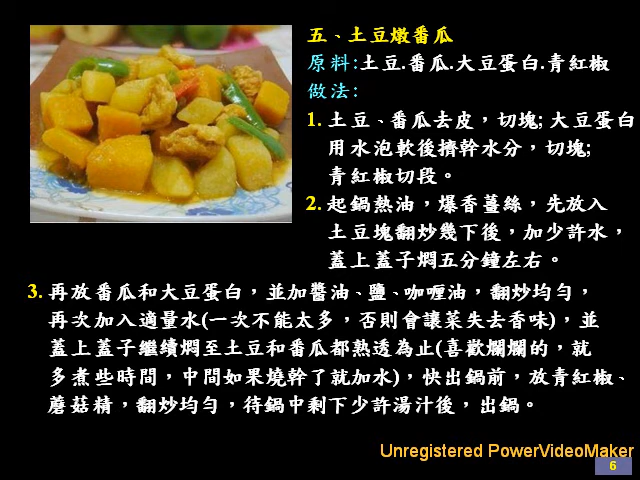 五、土豆燉番瓜
原料:土豆.番瓜.大豆蛋白.青紅椒
做法:
1. 土豆、番瓜去皮，切塊; 大豆蛋白
用水泡軟後擠幹水分，切塊;
青紅椒切段。
2. 起鍋熱油，爆香薑絲，先放入
土豆塊翻炒幾下後，加少許水，
蓋上蓋子燜五分鐘左右。
3. 再放番瓜和大豆蛋白，並加醬油、鹽、咖喱油，翻炒均勻，
再次加入適量水(一次不能太多，否則會讓菜失去香味)，並
蓋上蓋子繼續燜至土豆和番瓜都熟透為止(喜歡爛爛的，就
多煮些時間，中間如果燒幹了就加水)，快出鍋前，放青紅椒、
蘑菇精，翻炒均勻，待鍋中剩下少許湯汁後，出鍋。
Unregistered PowerVideoMaker
6